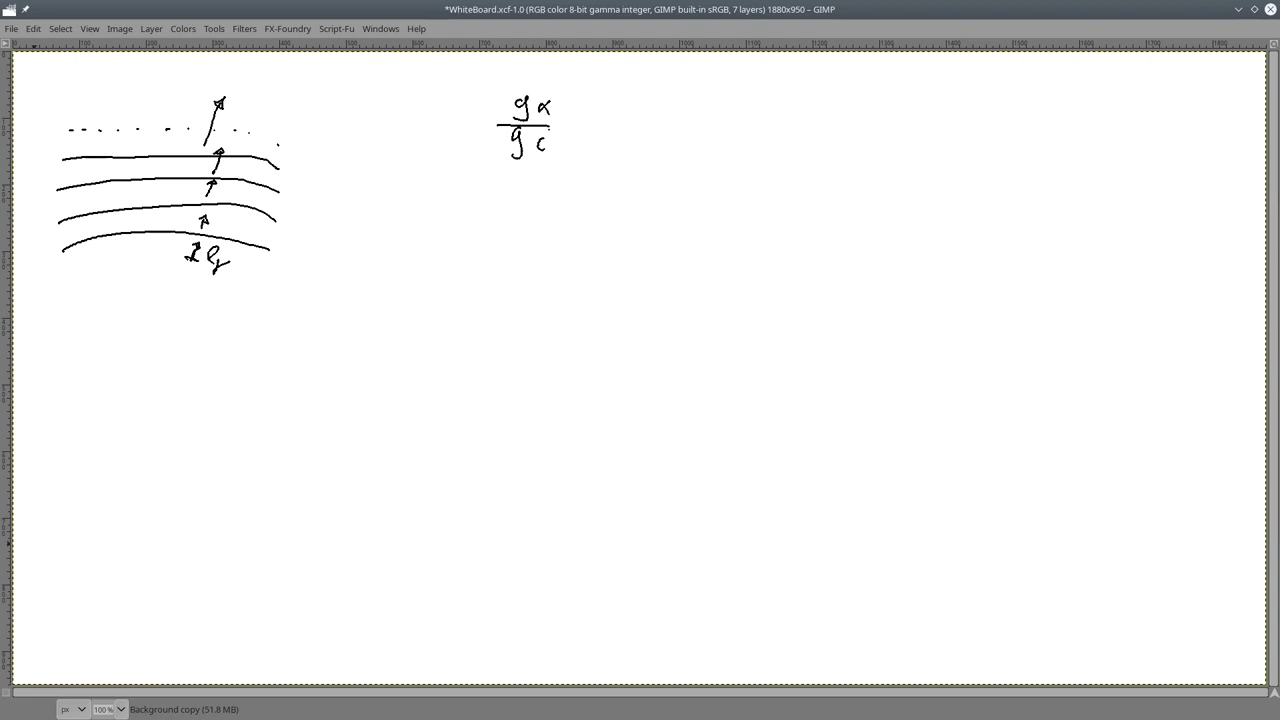 *WhiteBoard.xcf-1.0 (RGB color 8-bit gamma integer, GIMP built-in sRGB, 7 layers) 1880x950 – GIMP
File Edit Select View Image Layer Colors Tools Filters FX-Foundry Script-Fu Windows Help
g α
g c
px 100 % Background copy (51.8 MB)